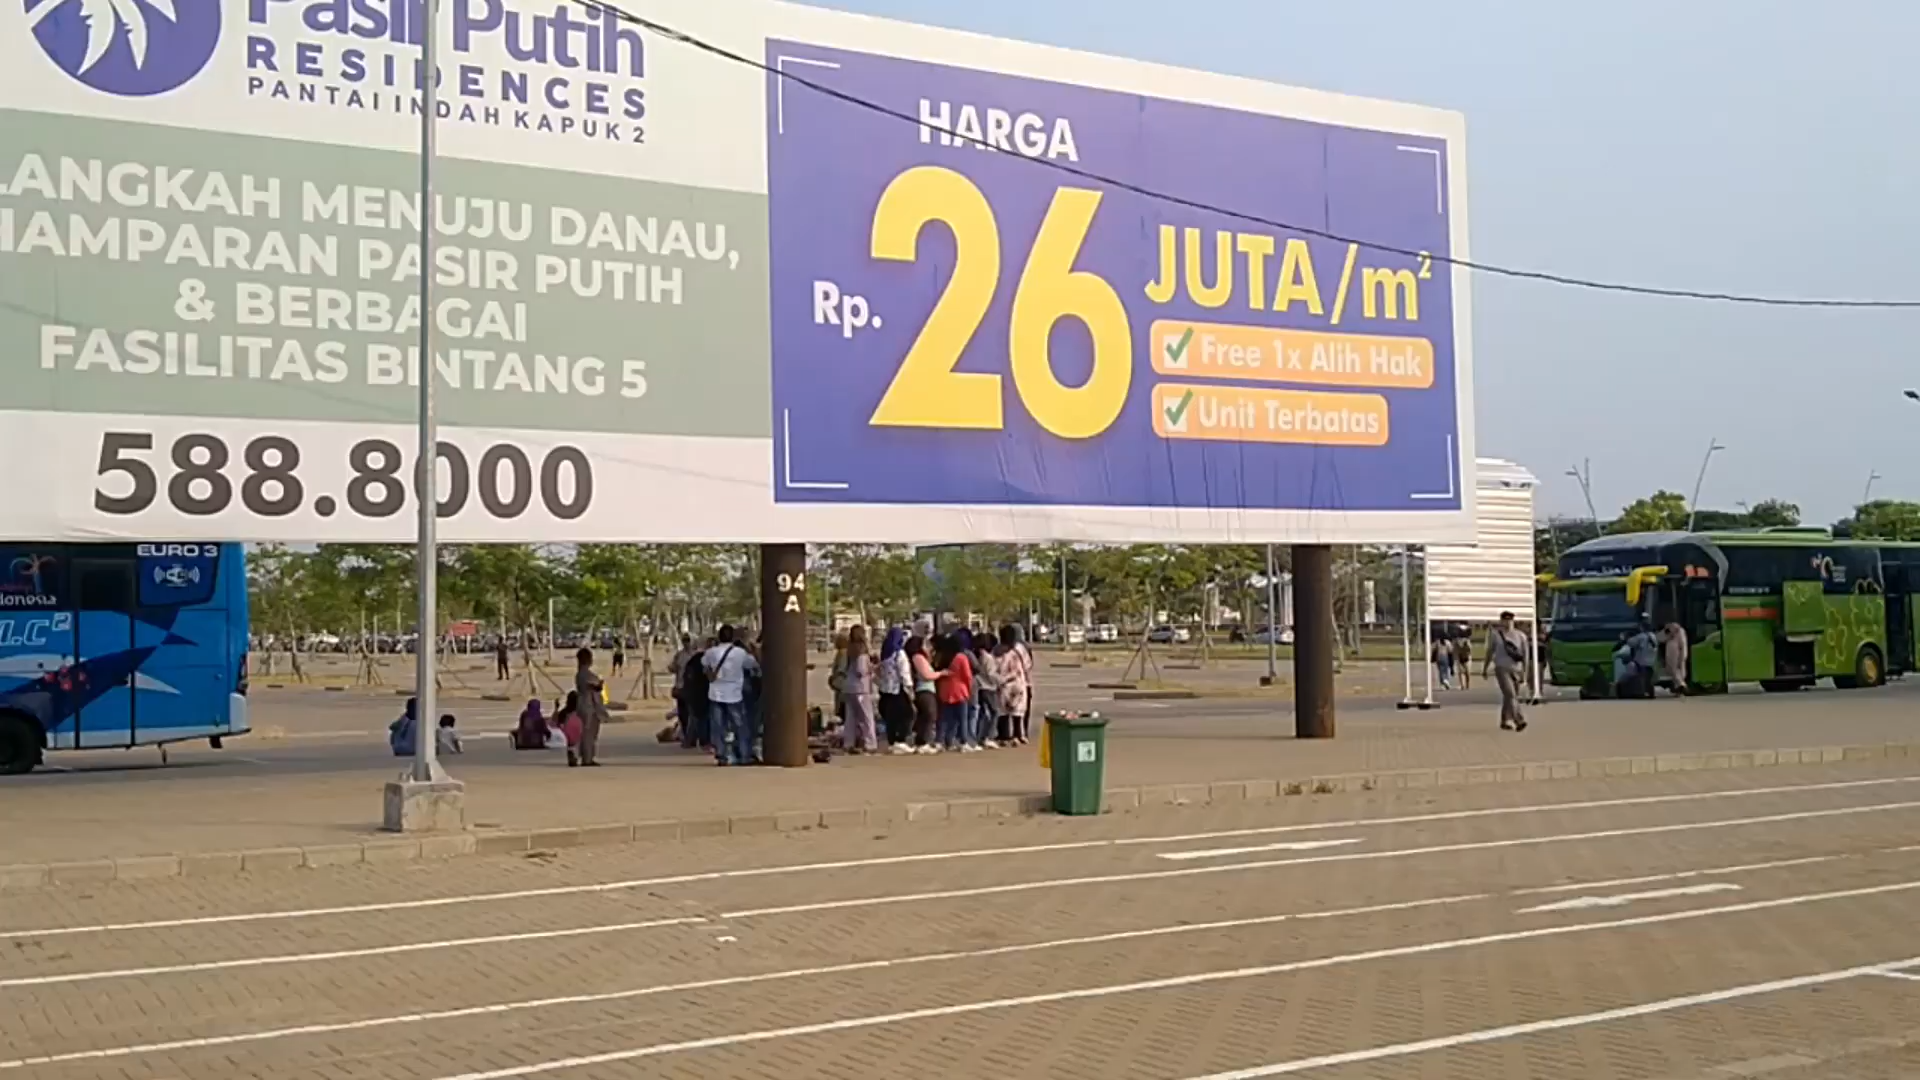 Pasir Putih
RESIDENCES
PANTAI INDAH KAPUK 2
LANGKAH MENUJU DANAU,
HAMPARAN PASIR PUTIH
& BERBAGAI
FASILITAS BINTANG 5
588.8000
HARGA
Rp. 26 JUTA/m²
Free 1x Alih Hak
Unit Terbatas
EURO 3
94
A